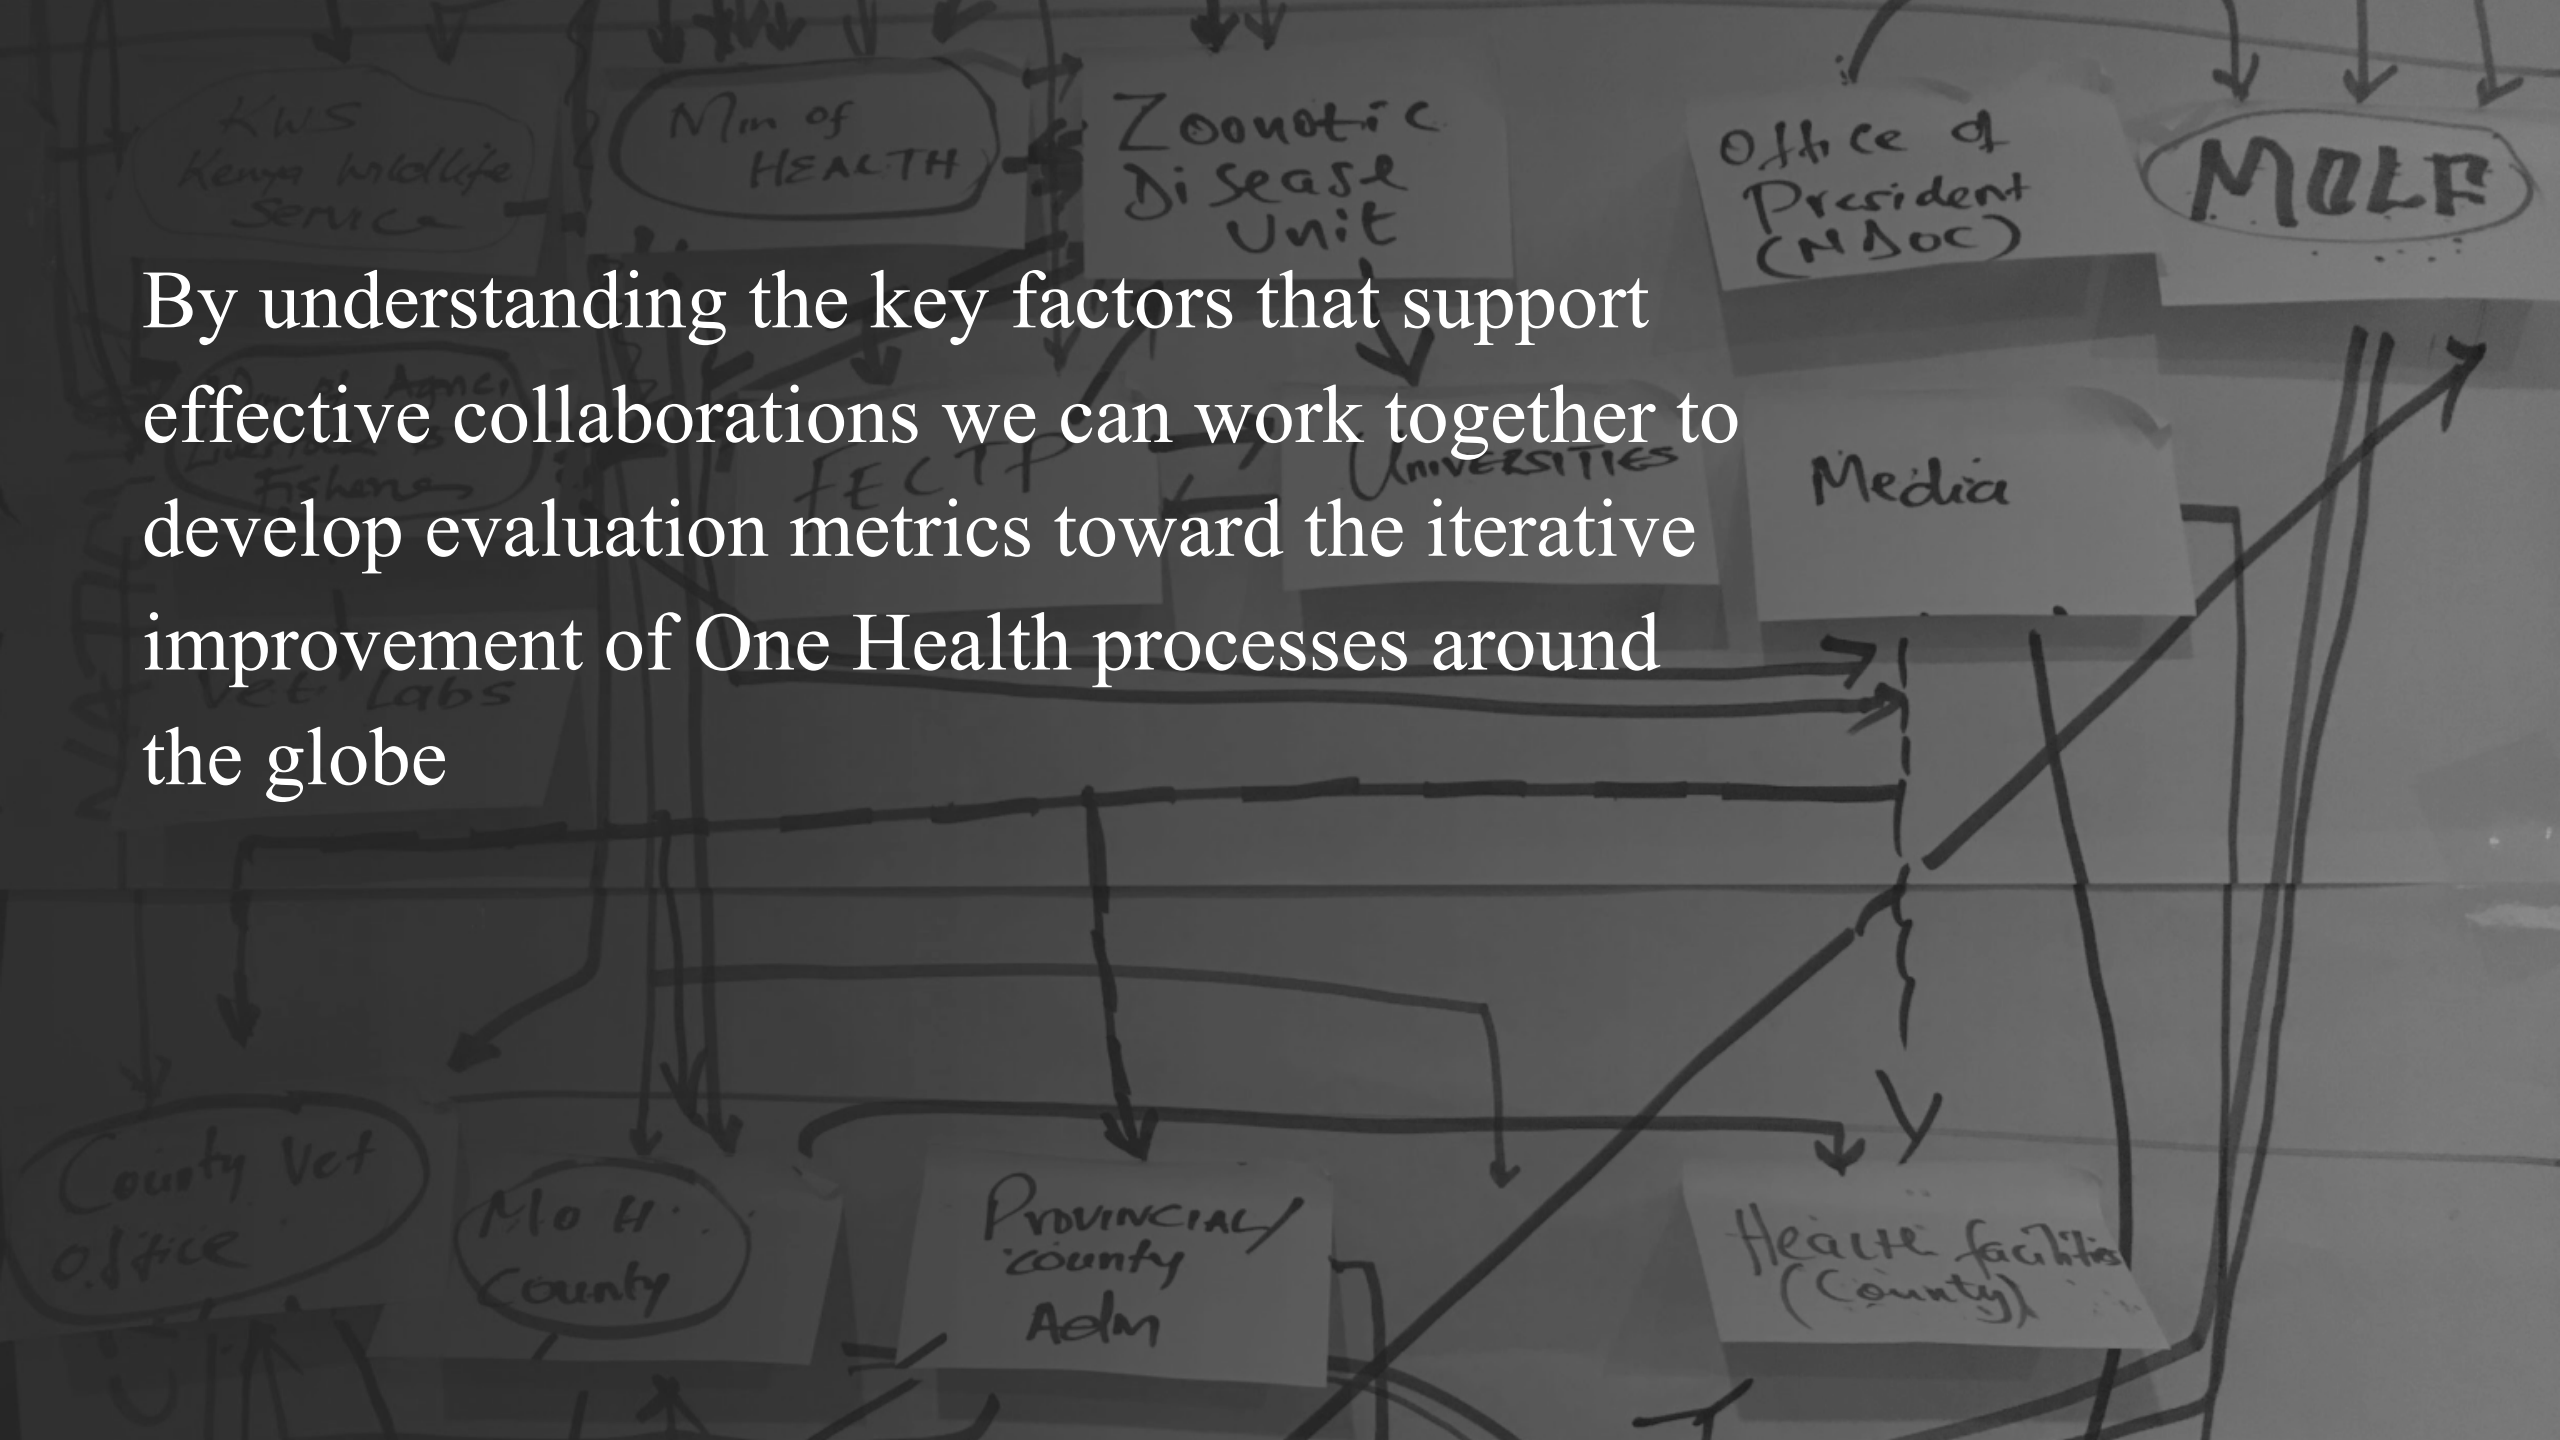 KWS
Kenya Wildlife
Service
Min of
HEALTH
Zoonotic
Disease
Unit
Office of
President
(NDOC)
MOLF
By understanding the key factors that support
effective collaborations we can work together to
develop evaluation metrics toward the iterative
improvement of One Health processes around
the globe
Fisheries
FECTP
UNIVERSITIES
Media
Vet Labs
County Vet
office
MoH
County
PROVINCIAL/
county
Adm
Health facilities
(County)